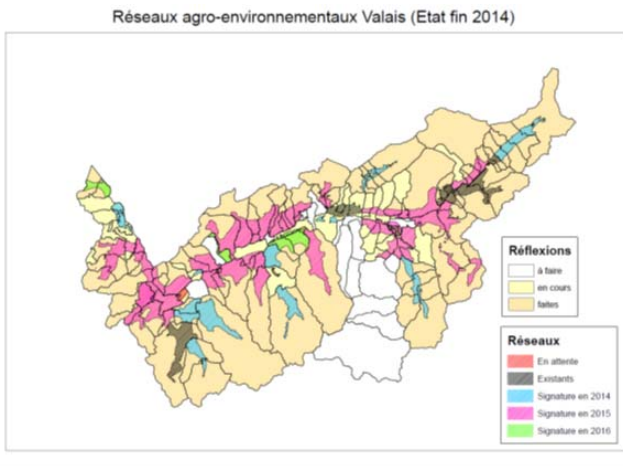 Réseaux agro-environnementaux Valais (Etat fin 2014)
Réflexions
à faire
en cours
faites
Réseaux
En attente
Existants
Signature en 2014
Signature en 2015
Signature en 2016